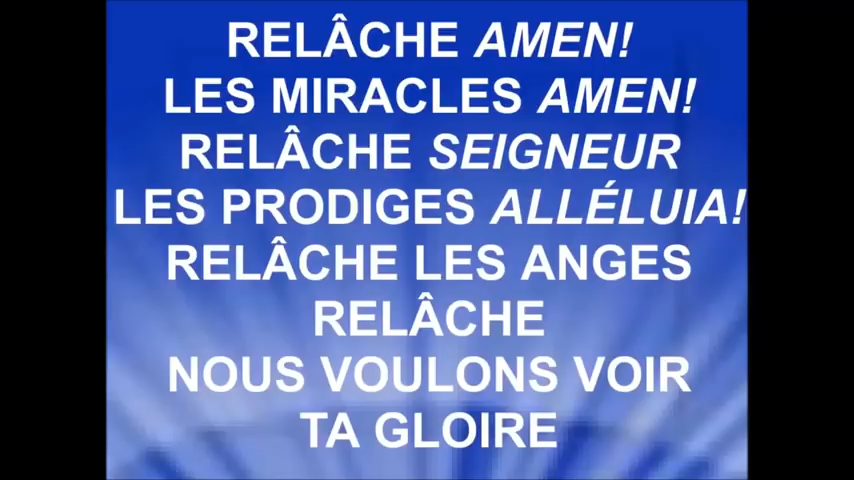 RELÂCHE AMEN!
LES MIRACLES AMEN!
RELÂCHE SEIGNEUR
LES PRODIGES ALLÉLUIA!
RELÂCHE LES ANGES
RELÂCHE
NOUS VOULONS VOIR
TA GLOIRE